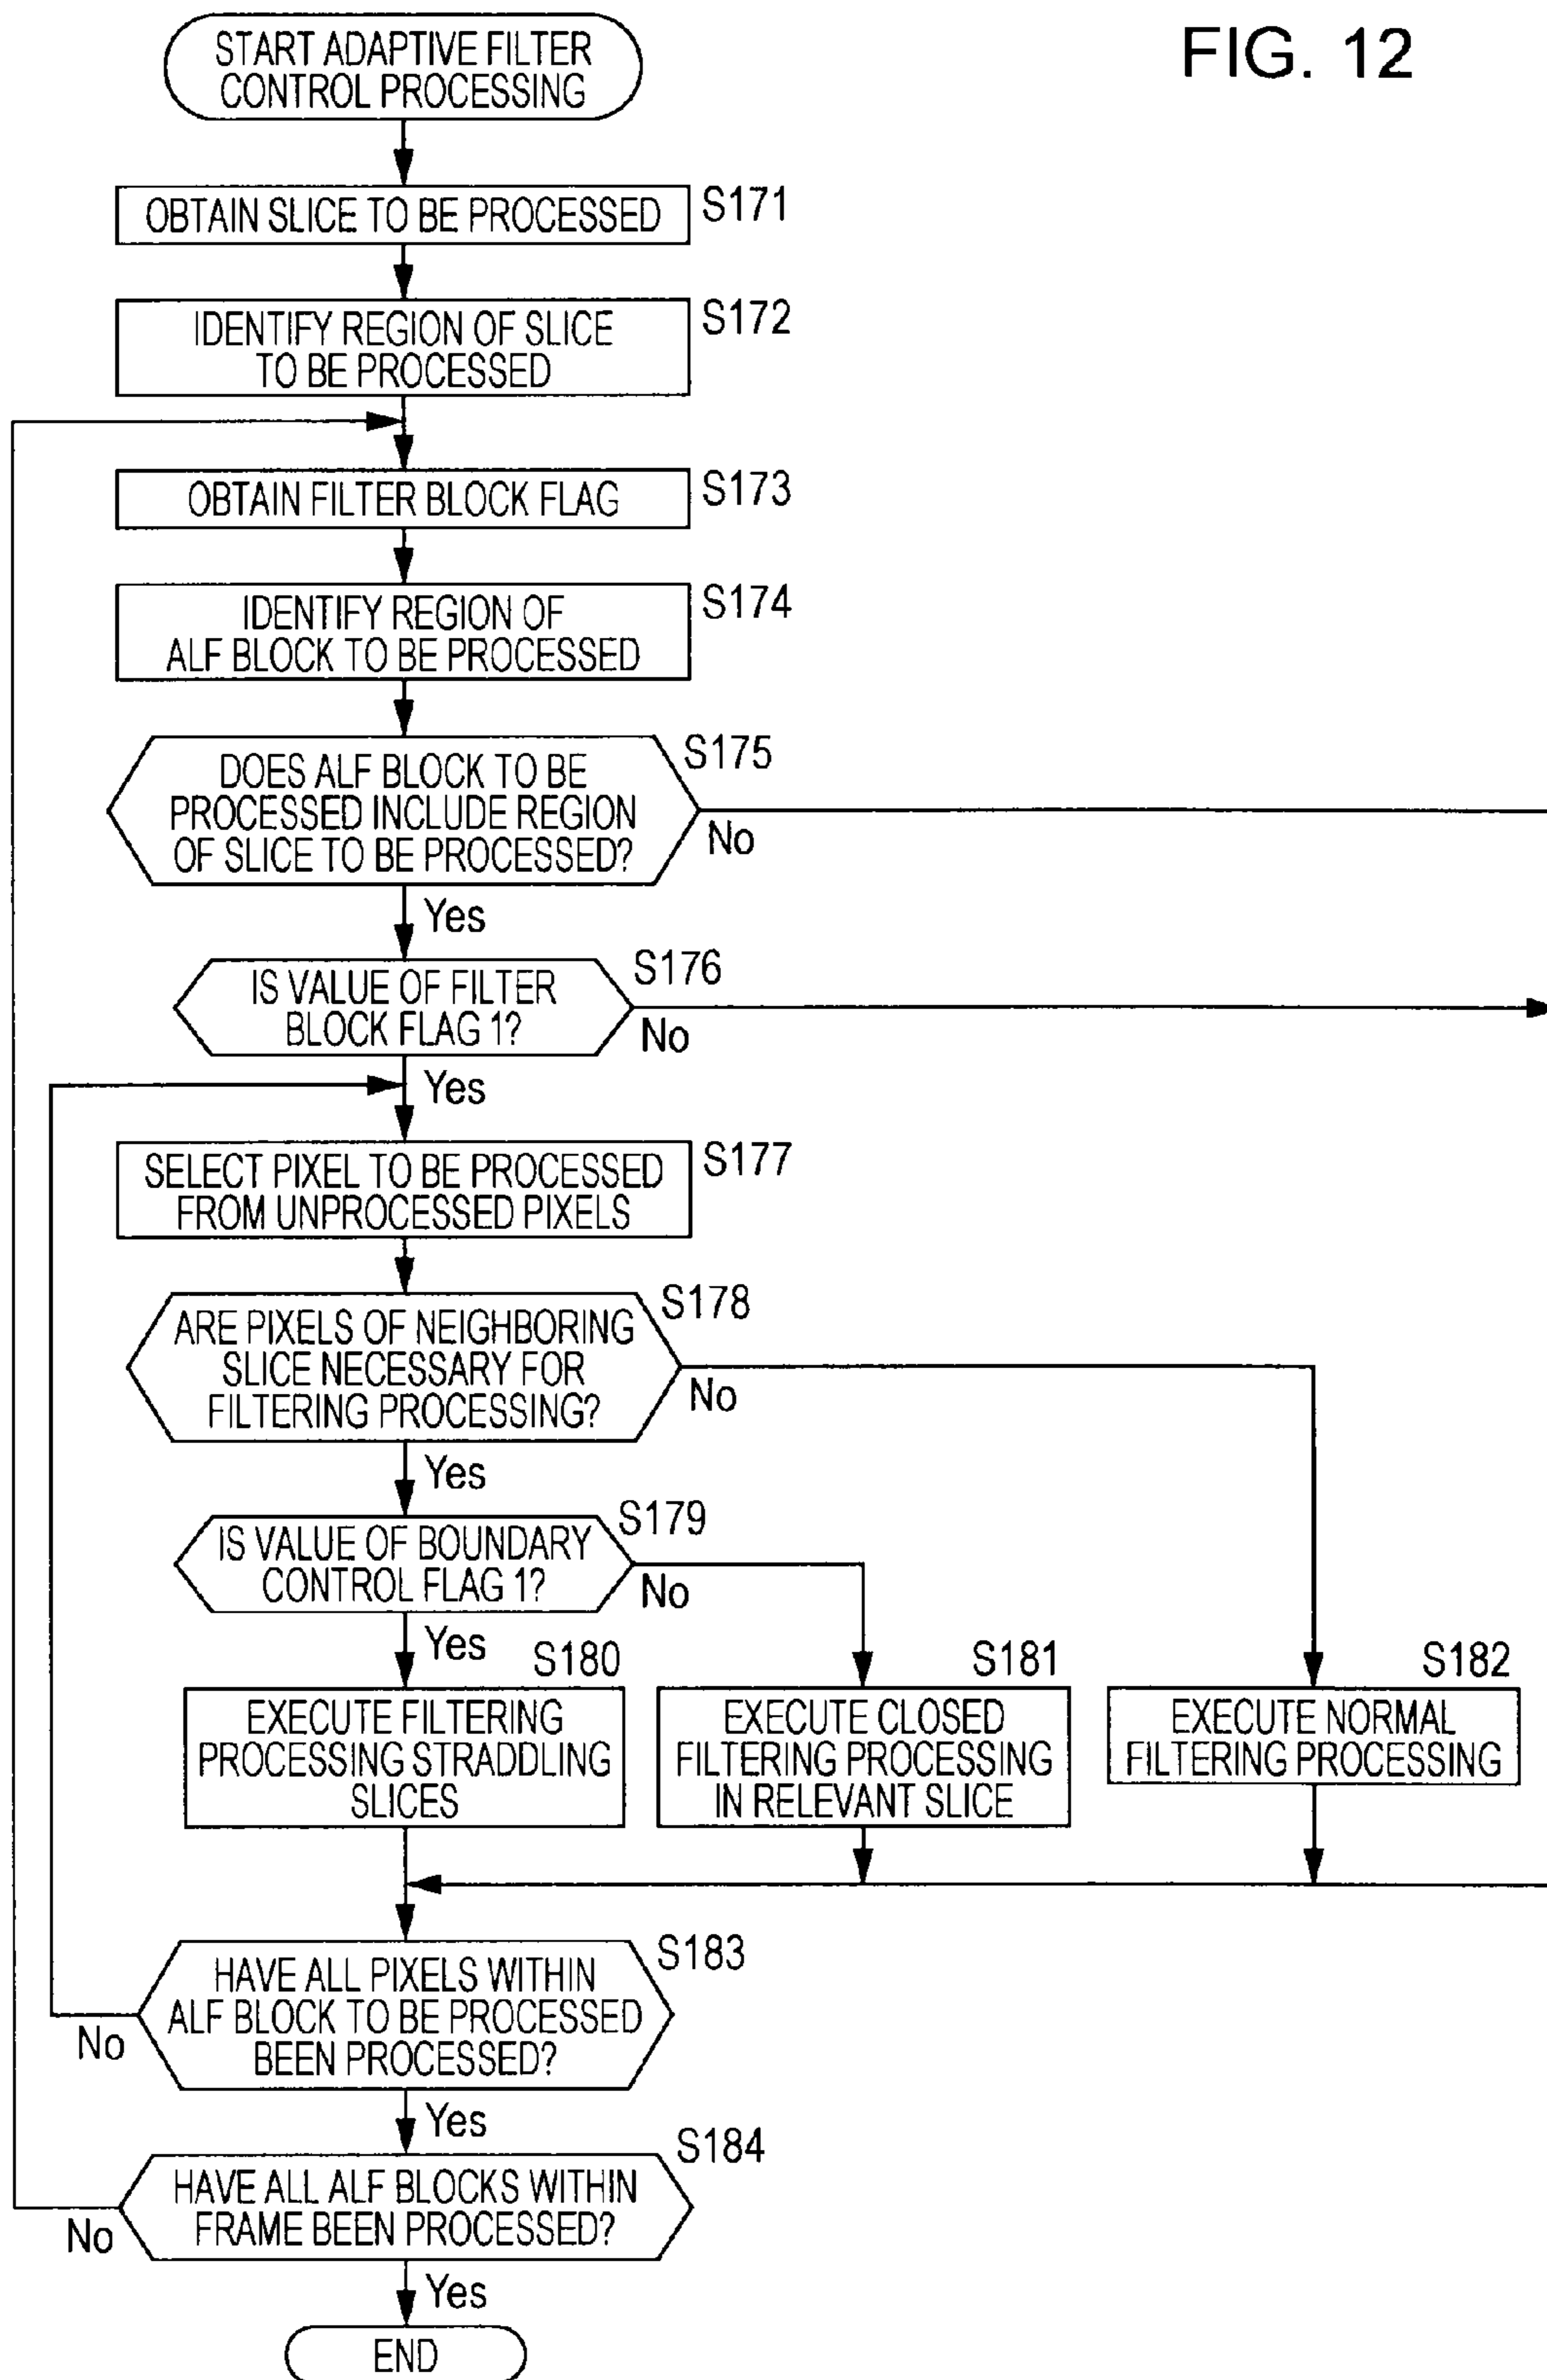 FIG. 12
START ADAPTIVE FILTER
CONTROL PROCESSING
OBTAIN SLICE TO BE PROCESSED
S171
IDENTIFY REGION OF SLICE
TO BE PROCESSED
S172
OBTAIN FILTER BLOCK FLAG
S173
IDENTIFY REGION OF
ALF BLOCK TO BE PROCESSED
S174
DOES ALF BLOCK TO BE
PROCESSED INCLUDE REGION
OF SLICE TO BE PROCESSED?
S175
No
Yes
IS VALUE OF FILTER
BLOCK FLAG 1?
S176
No
Yes
SELECT PIXEL TO BE PROCESSED
FROM UNPROCESSED PIXELS
S177
ARE PIXELS OF NEIGHBORING
SLICE NECESSARY FOR
FILTERING PROCESSING?
S178
No
Yes
IS VALUE OF BOUNDARY
CONTROL FLAG 1?
S179
No
Yes
S180
EXECUTE FILTERING
PROCESSING STRADDLING
SLICES
S181
EXECUTE CLOSED
FILTERING PROCESSING
IN RELEVANT SLICE
S182
EXECUTE NORMAL
FILTERING PROCESSING
HAVE ALL PIXELS WITHIN
ALF BLOCK TO BE PROCESSED
BEEN PROCESSED?
S183
No
Yes
HAVE ALL ALF BLOCKS WITHIN
FRAME BEEN PROCESSED?
S184
No
Yes
END